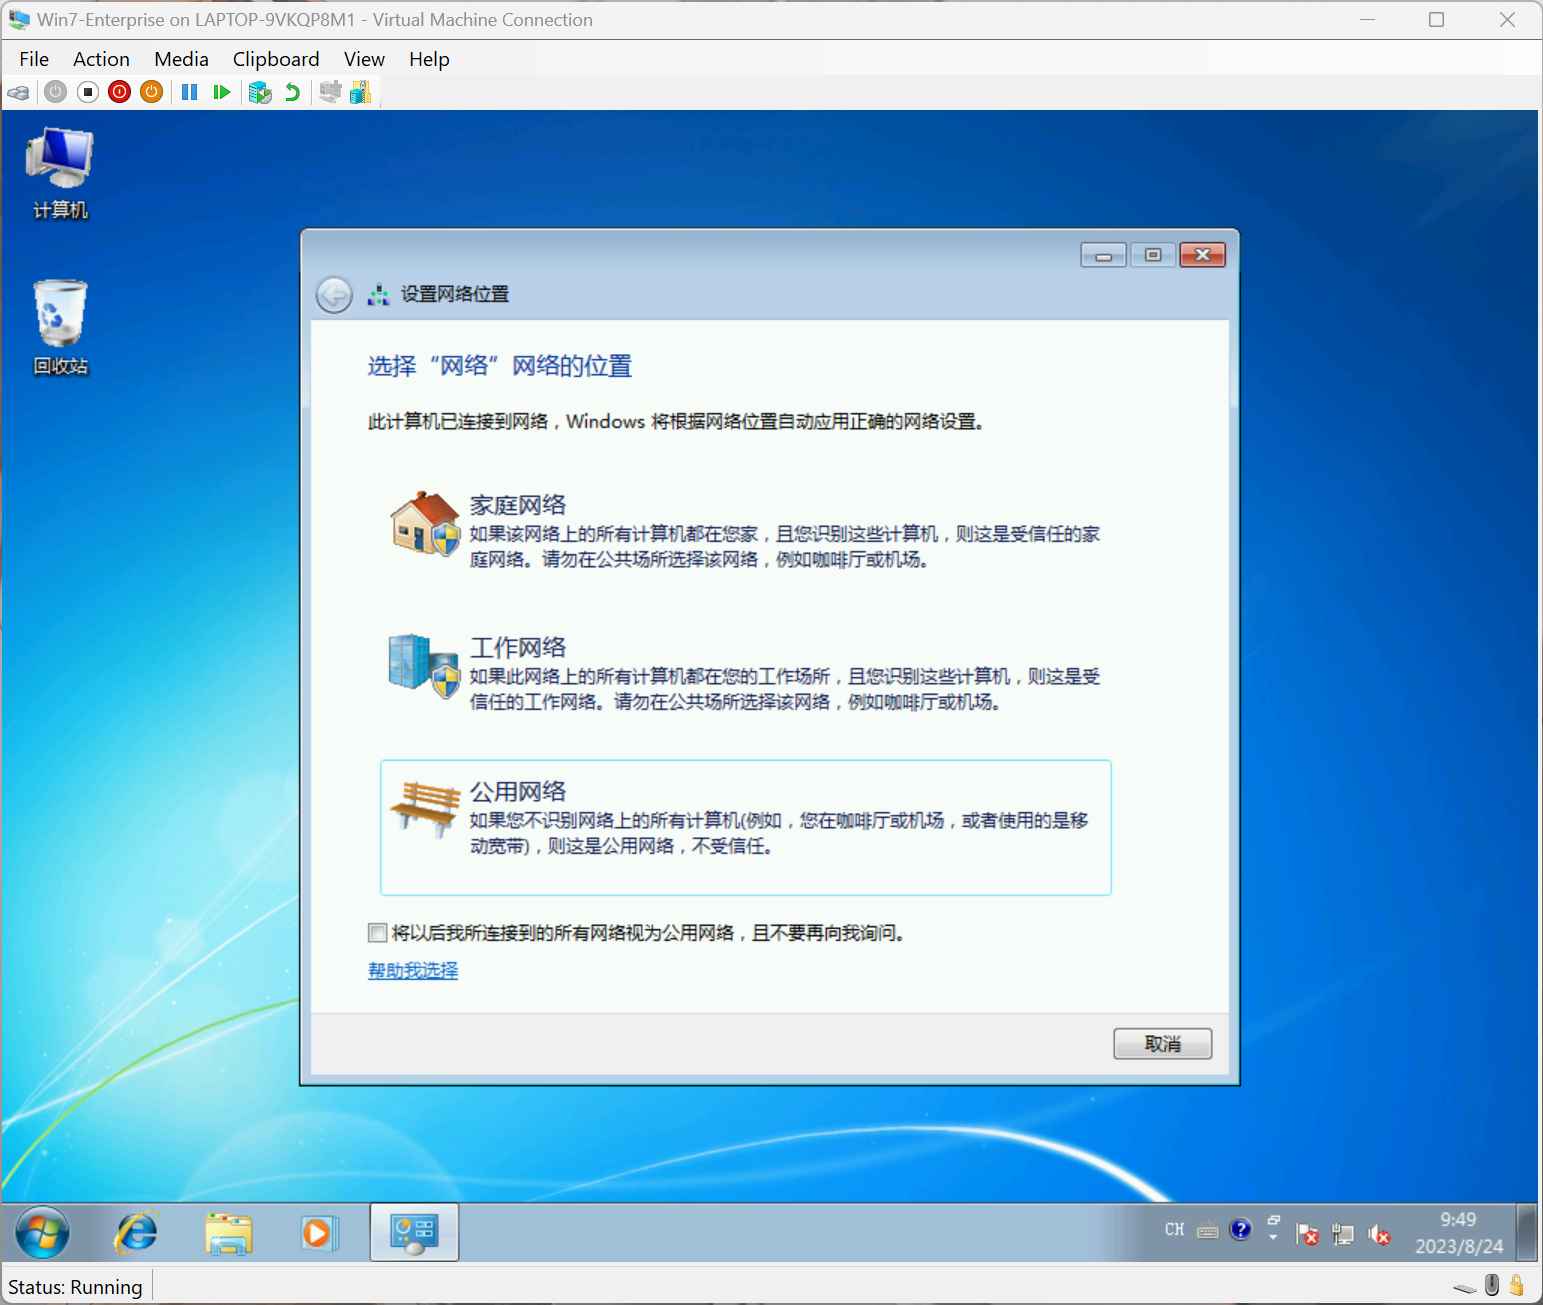 Win7-Enterprise on LAPTOP-9VKQP8M1 - Virtual Machine Connection
File Action Media Clipboard View Help
计算机
回收站
设置网络位置
选择“网络”网络的位置
此计算机已连接到网络，Windows 将根据网络位置自动应用正确的网络设置。
家庭网络
如果该网络上的所有计算机都在您家，且您识别这些计算机，则这是受信任的家
庭网络。请勿在公共场所选择该网络，例如咖啡厅或机场。
工作网络
如果此网络上的所有计算机都在您的工作场所，且您识别这些计算机，则这是受
信任的工作网络。请勿在公共场所选择该网络，例如咖啡厅或机场。
公用网络
如果您不识别网络上的所有计算机(例如，您在咖啡厅或机场，或者使用的是移
动宽带)，则这是公用网络，不受信任。
将以后我所连接到的所有网络视为公用网络，且不要再向我询问。
帮助我选择
取消
CH
9:49
2023/8/24
Status: Running